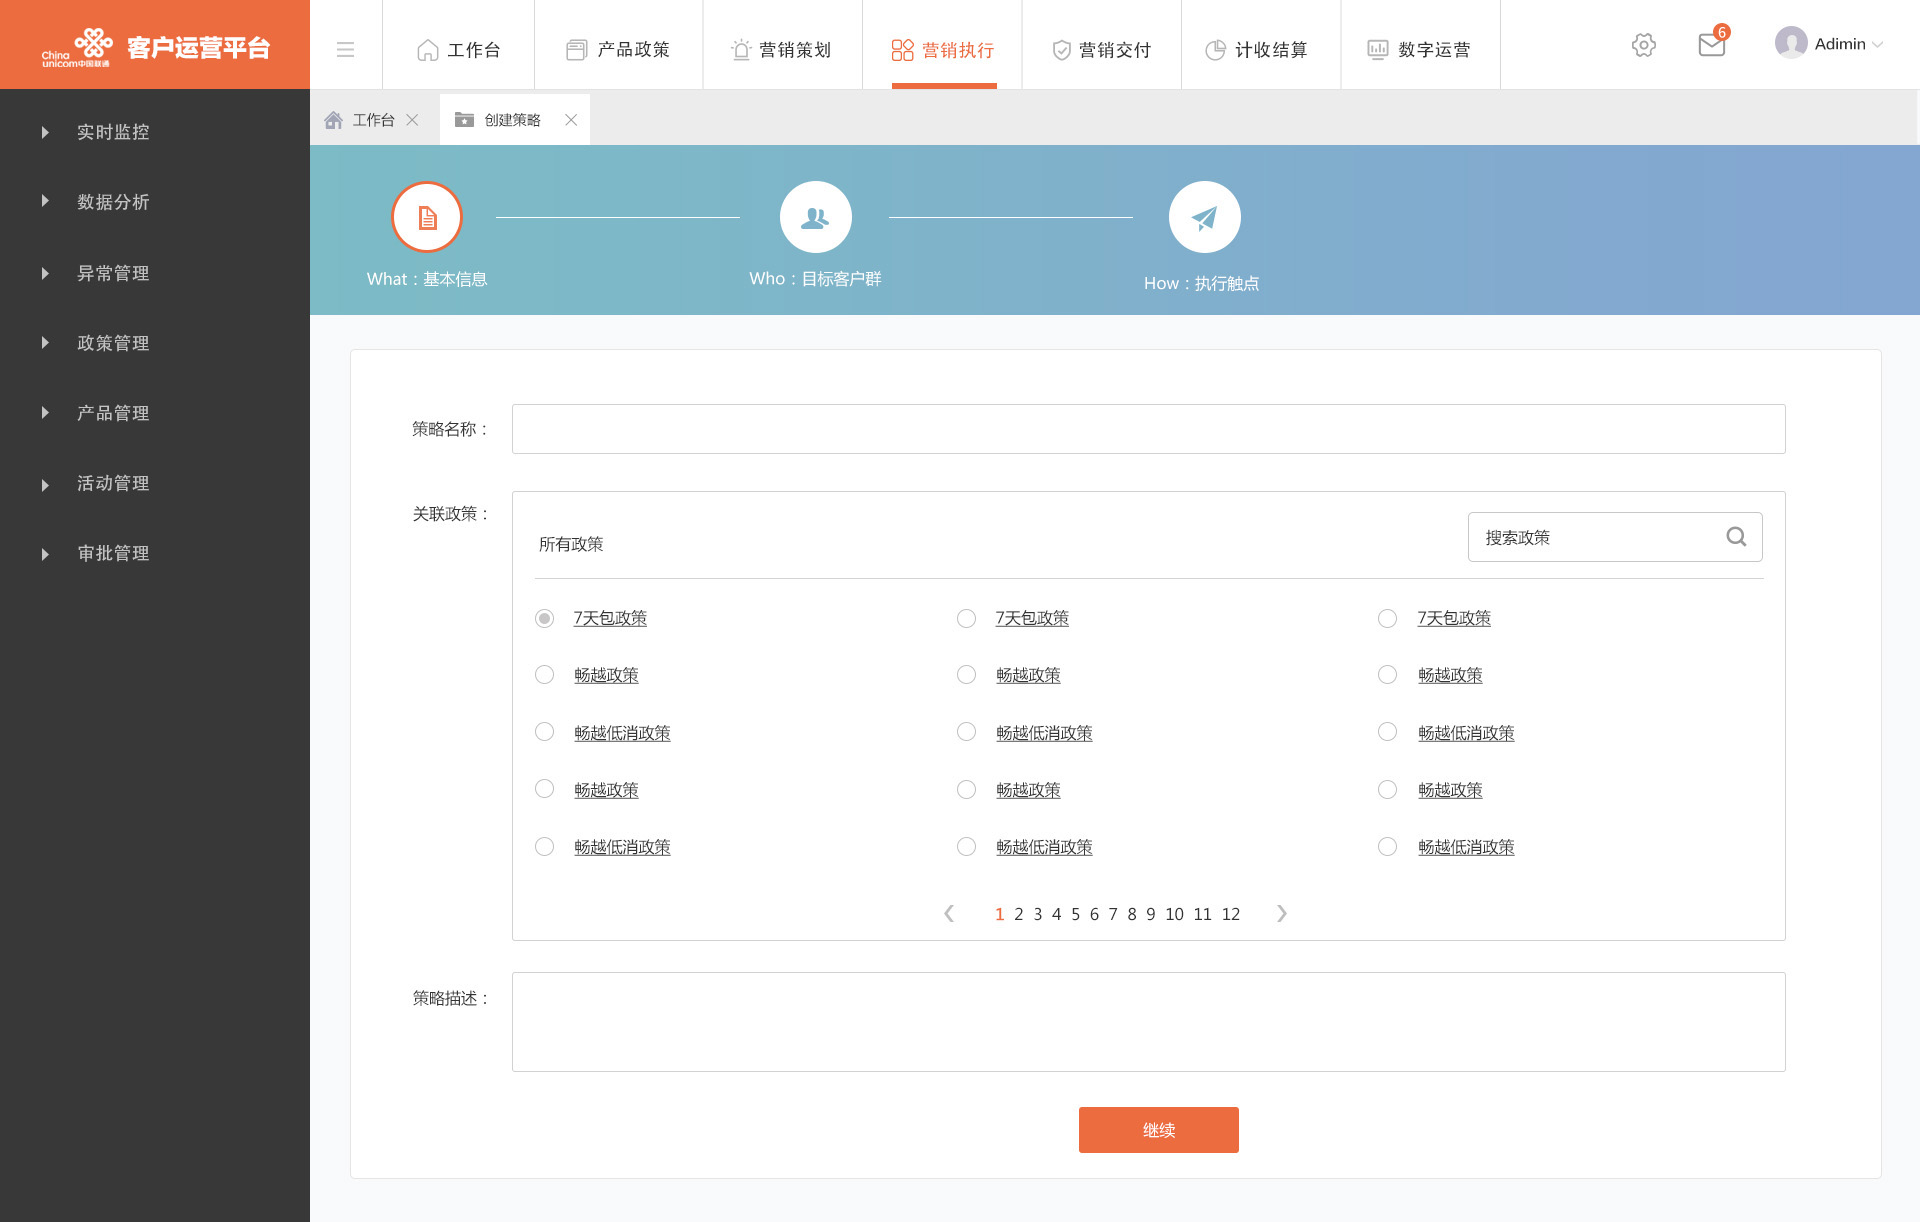 China
unicom中国联通
客户运营平台
工作台
产品政策
营销策划
营销执行
营销交付
计收结算
数字运营
6
Adimin
工作台
创建策略
实时监控
数据分析
异常管理
政策管理
产品管理
活动管理
审批管理
What：基本信息
Who：目标客户群
How：执行触点
策略名称：
关联政策：
所有政策
搜索政策
7天包政策 7天包政策 7天包政策
畅越政策 畅越政策 畅越政策
畅越低消政策 畅越低消政策 畅越低消政策
畅越政策 畅越政策 畅越政策
畅越低消政策 畅越低消政策 畅越低消政策
1 2 3 4 5 6 7 8 9 10 11 12
策略描述：
继续